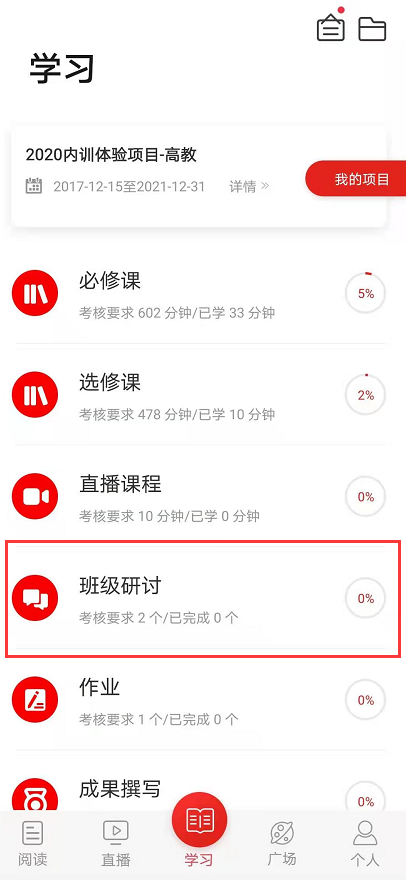 学习
2020内训体验项目-高教
2017-12-15至2021-12-31 详情 »
我的项目
必修课
考核要求 602 分钟/已学 33 分钟
5%
选修课
考核要求 478 分钟/已学 10 分钟
2%
直播课程
考核要求 10 分钟/已学 0 分钟
0%
班级研讨
考核要求 2 个/已完成 0 个
0%
作业
考核要求 1 个/已完成 0 个
0%
成果撰写
0%
阅读 直播 学习 广场 个人